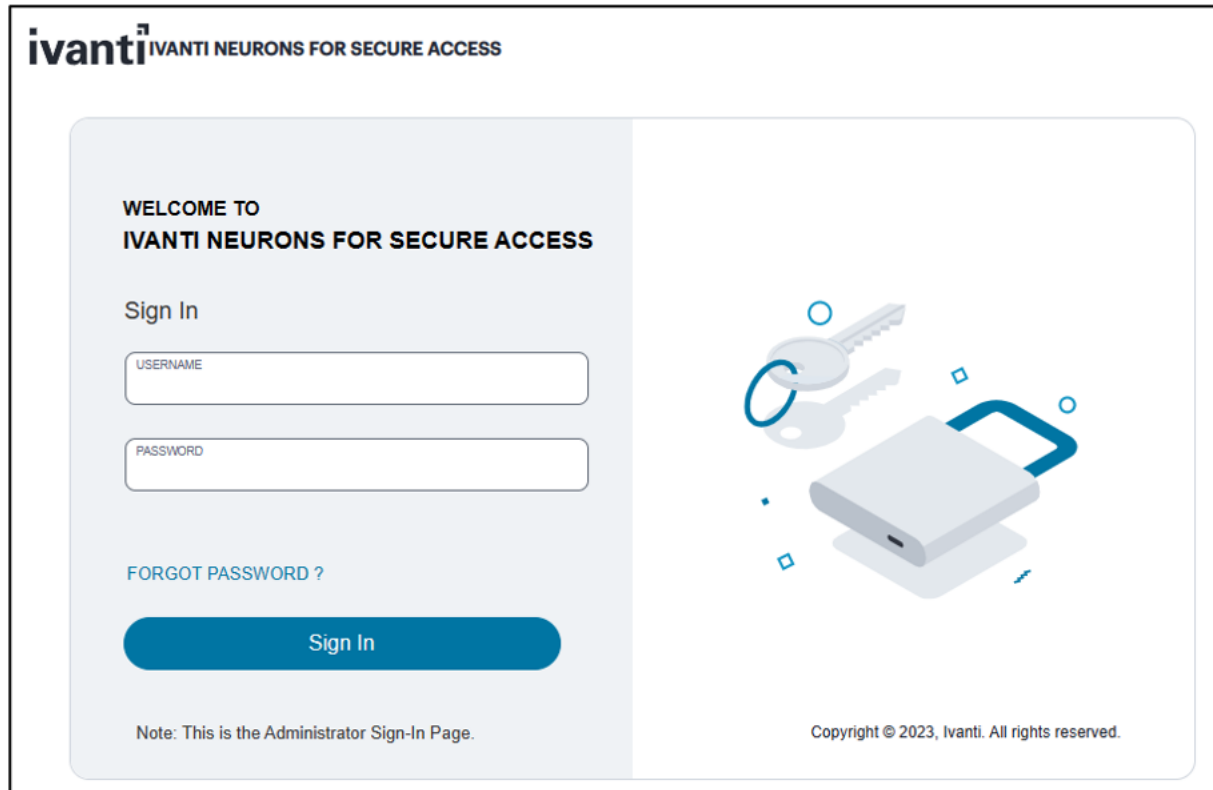 ivanti IVANTI NEURONS FOR SECURE ACCESS
WELCOME TO
IVANTI NEURONS FOR SECURE ACCESS
Sign In
USERNAME
PASSWORD
FORGOT PASSWORD ?
Sign In
Note: This is the Administrator Sign-In Page.
Copyright © 2023, Ivanti. All rights reserved.